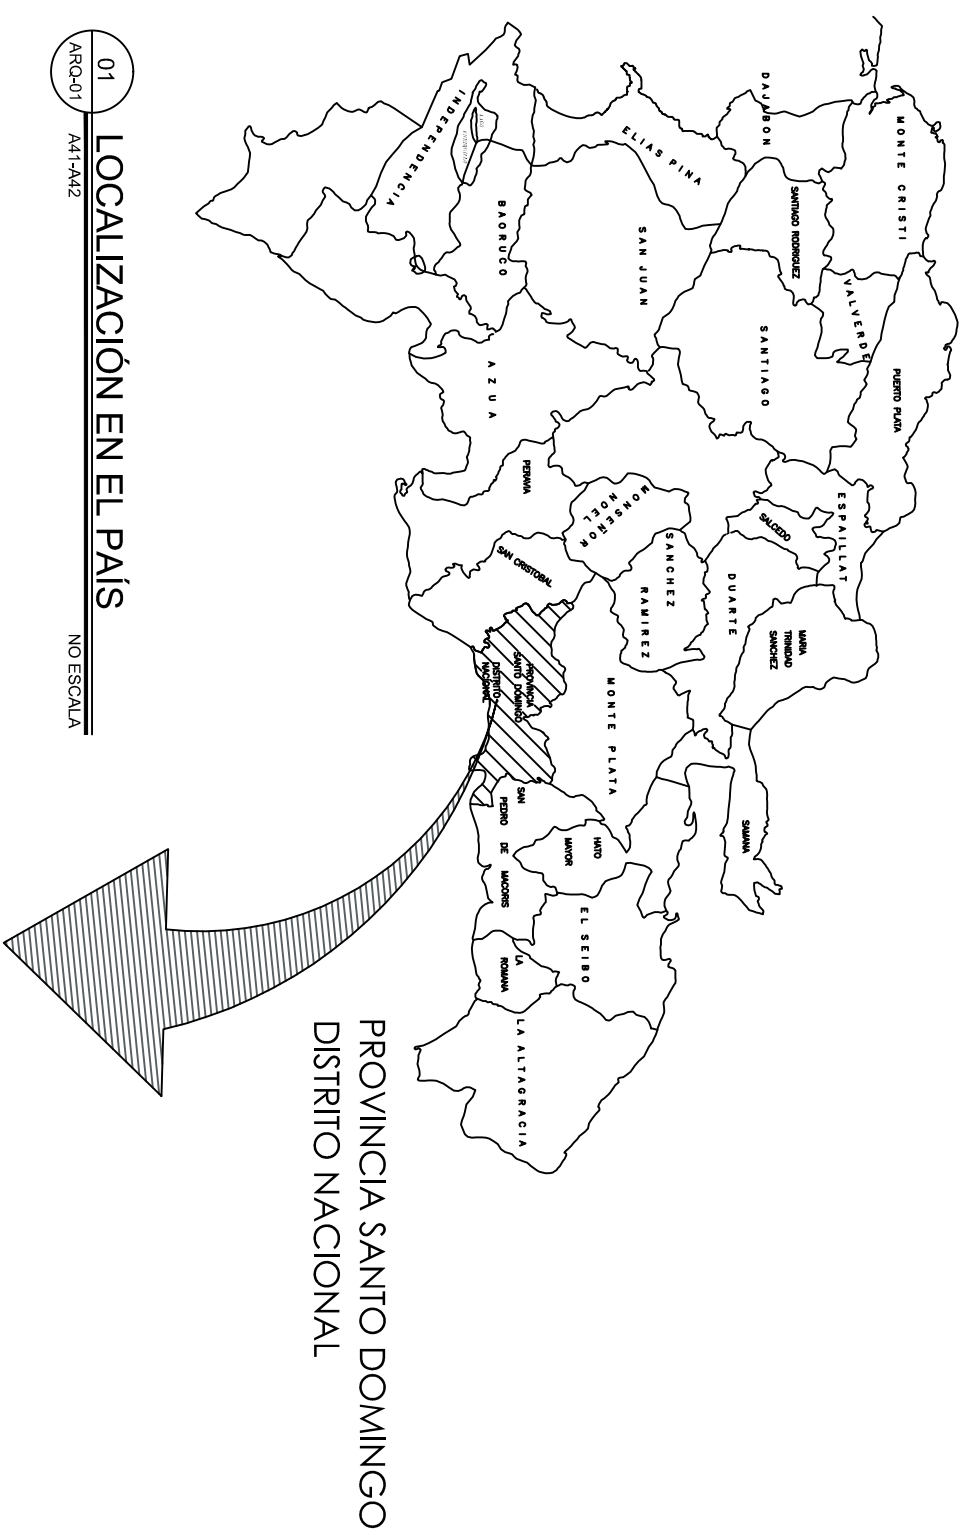 MONTE CRISTI
PUERTO PLATA
DAJABON
SANTIAGO RODRIGUEZ
VALVERDE
ESPAILLAT
SANTIAGO
SALCEDO
MARIA
TRINIDAD
SANCHEZ
ELIAS PIÑA
SAN JUAN
DUARTE
SAMANA
MONSEÑOR
NOEL
SANCHEZ
RAMIREZ
MONTE PLATA
HATO
MAYOR
EL SEIBO
INDEPENDENCIA
LAGO
BAORUCO
AZUA
PERAVIA
SAN CRISTOBAL
PROVINCIA
SANTO DOMINGO
DISTRITO
NACIONAL
SAN
PEDRO DE MACORIS
LA
ROMANA
LA ALTAGRACIA
PROVINCIA SANTO DOMINGO
DISTRITO NACIONAL
01
ARQ-01
LOCALIZACIÓN EN EL PAÍS
A41-A42
NO ESCALA